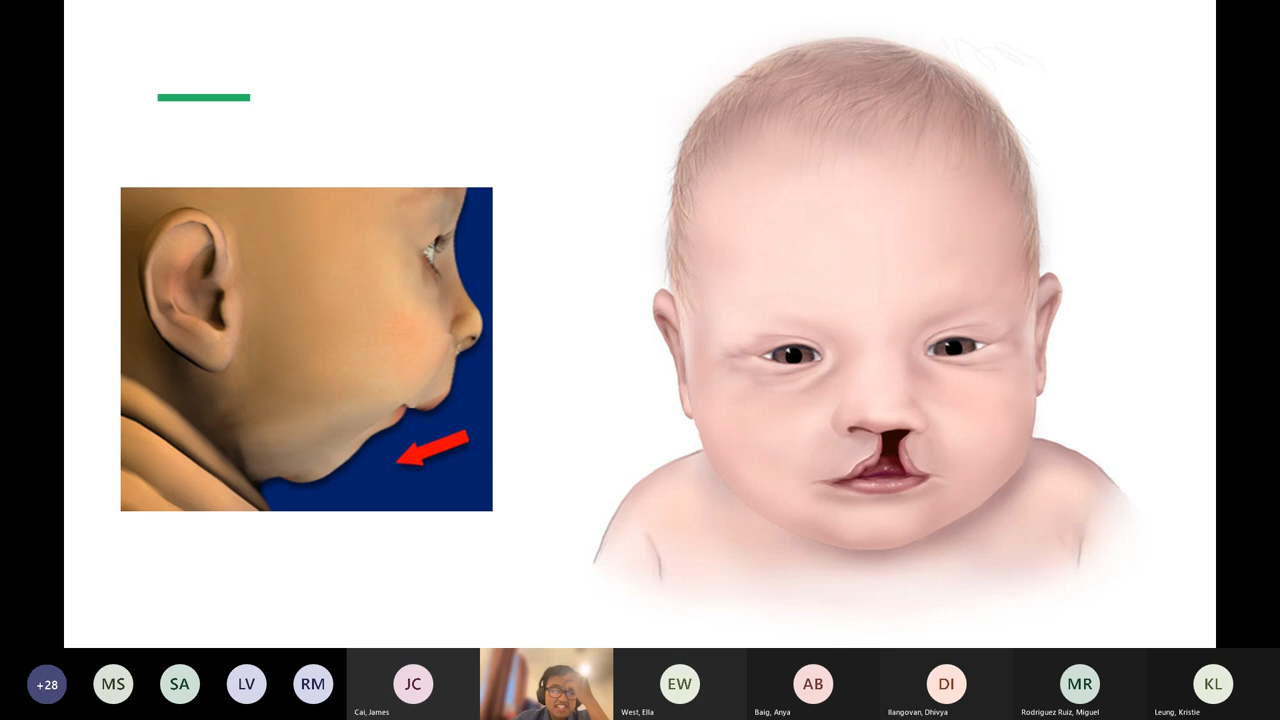 +28
MS
SA
LV
RM
JC
EW
AB
DI
MR
KL
Cai, James
West, Ella
Baig, Anya
Ilangovan, Dhivya
Rodriguez Ruiz, Miguel
Leung, Kristie